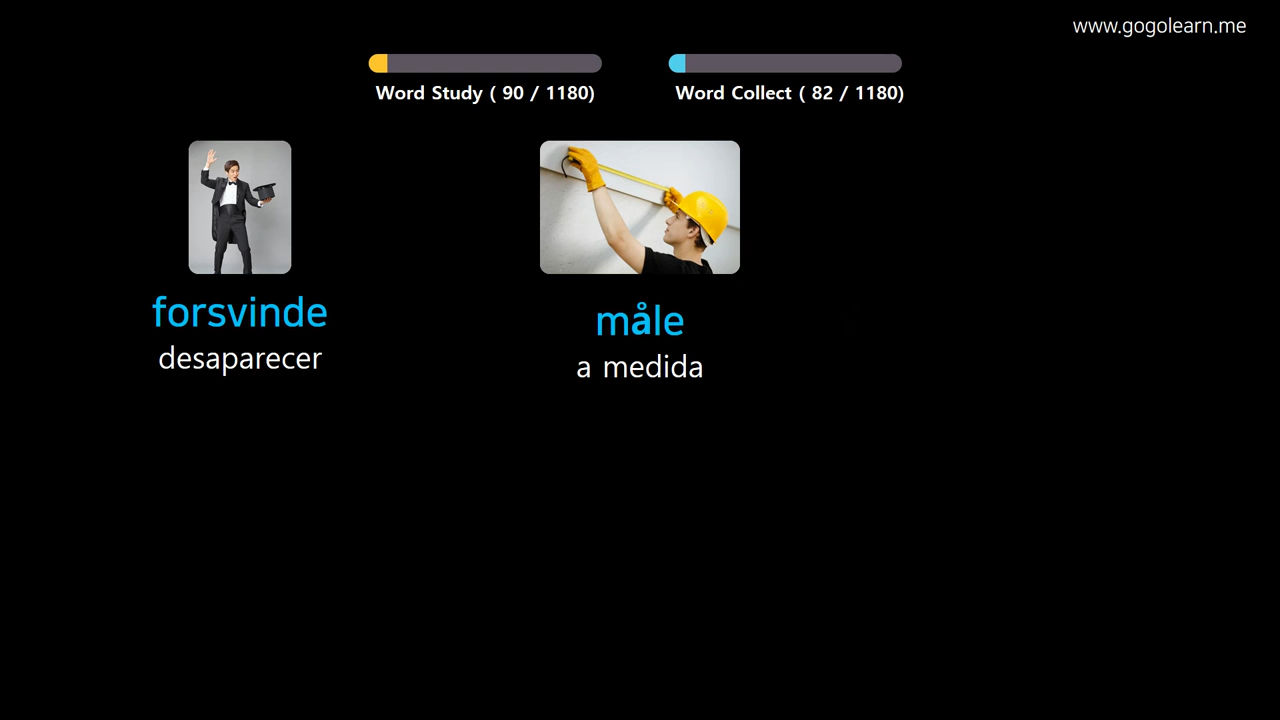 www.gogolearn.me
Word Study ( 90 / 1180)
Word Collect ( 82 / 1180)
forsvinde
desaparecer
måle
a medida